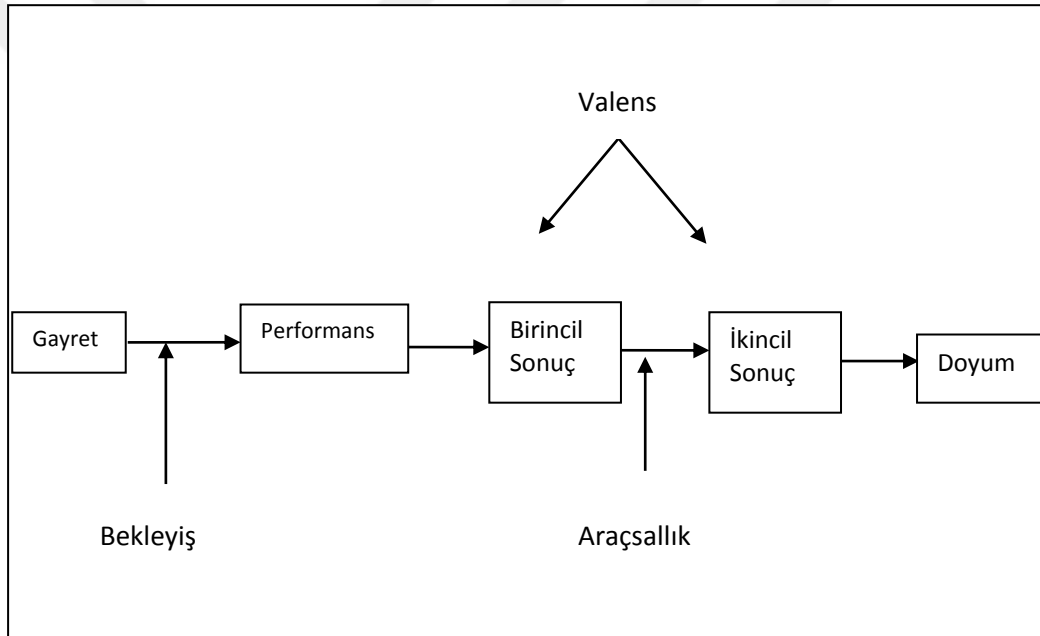 Valens
Gayret
Performans
Birincil
Sonuç
İkincil
Sonuç
Doyum
Bekleyiş
Araçsallık